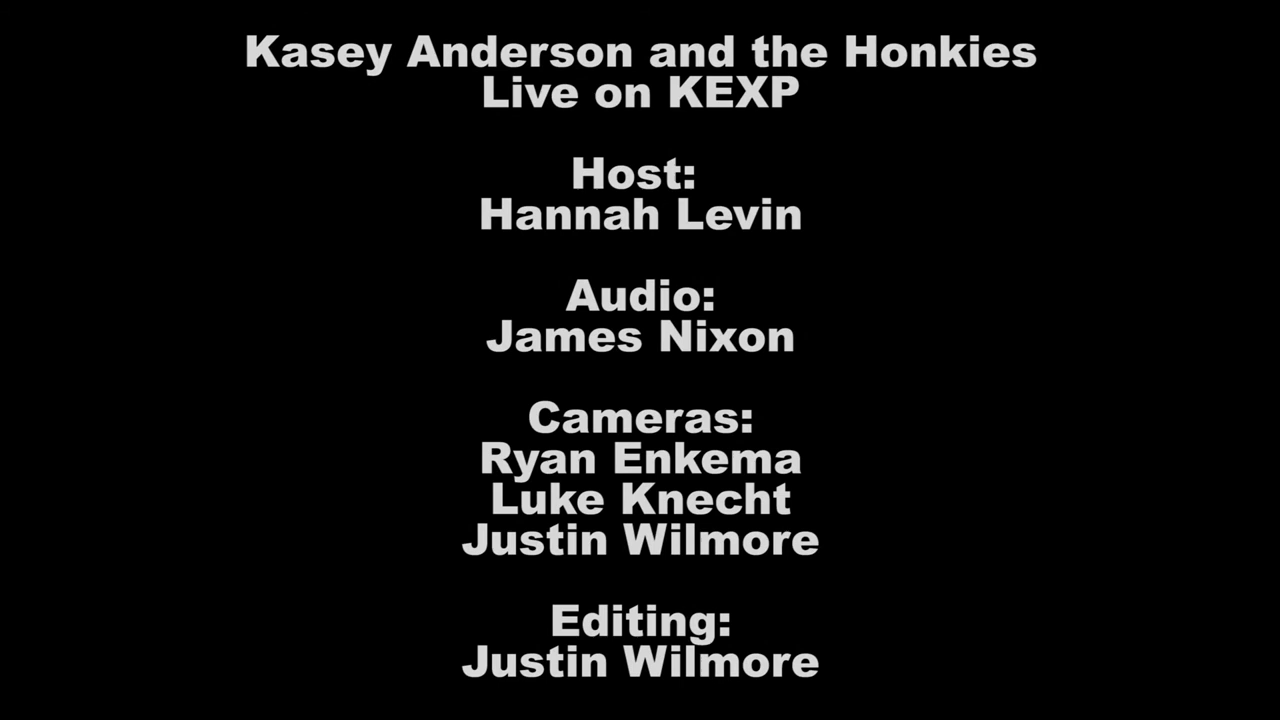 Kasey Anderson and the Honkies
Live on KEXP
Host:
Hannah Levin
Audio:
James Nixon
Cameras:
Ryan Enkema
Luke Knecht
Justin Wilmore
Editing:
Justin Wilmore